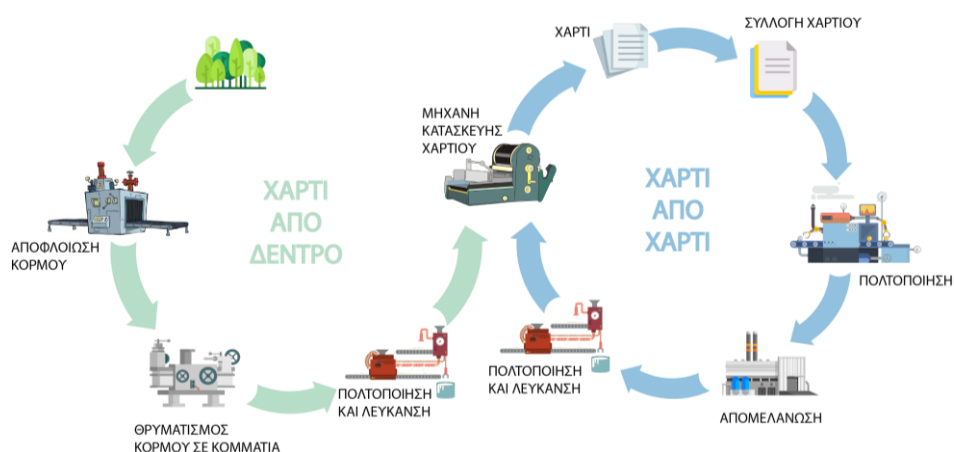 ΧΑΡΤΙ
ΣΥΛΛΟΓΗ ΧΑΡΤΙΟΥ
ΜΗΧΑΝΗ
ΚΑΤΑΣΚΕΥΗΣ
ΧΑΡΤΙΟΥ
ΧΑΡΤΙ
ΑΠΟ
ΔΕΝΤΡΟ
ΧΑΡΤΙ
ΑΠΟ
ΧΑΡΤΙ
ΑΠΟΦΛΟΙΩΣΗ
ΚΟΡΜΟΥ
ΠΟΛΤΟΠΟΙΗΣΗ
ΠΟΛΤΟΠΟΙΗΣΗ
ΚΑΙ ΛΕΥΚΑΝΣΗ
ΠΟΛΤΟΠΟΙΗΣΗ
ΚΑΙ ΛΕΥΚΑΝΣΗ
ΑΠΟΜΕΛΑΝΩΣΗ
ΘΡΥΜΑΤΙΣΜΟΣ
ΚΟΡΜΟΥ ΣΕ ΚΟΜΜΑΤΙΑ